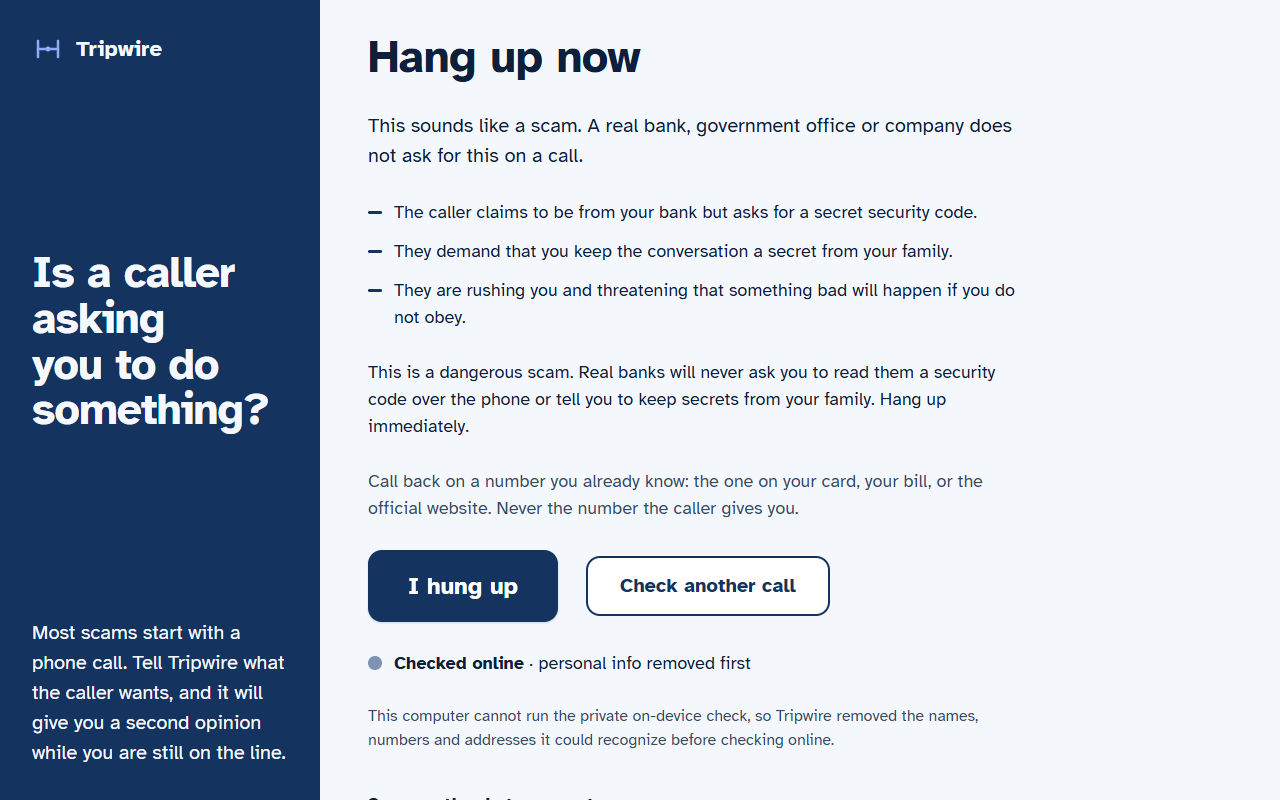 Tripwire
Is a caller
asking
you to do
something?
Most scams start with a
phone call. Tell Tripwire what
the caller wants, and it will
give you a second opinion
while you are still on the line.
Hang up now
This sounds like a scam. A real bank, government office or company does
not ask for this on a call.
The caller claims to be from your bank but asks for a secret security code.
They demand that you keep the conversation a secret from your family.
They are rushing you and threatening that something bad will happen if you do
not obey.
This is a dangerous scam. Real banks will never ask you to read them a security
code over the phone or tell you to keep secrets from your family. Hang up
immediately.
Call back on a number you already know: the one on your card, your bill, or the
official website. Never the number the caller gives you.
I hung up
Check another call
Checked online · personal info removed first
This computer cannot run the private on-device check, so Tripwire removed the names,
numbers and addresses it could recognize before checking online.